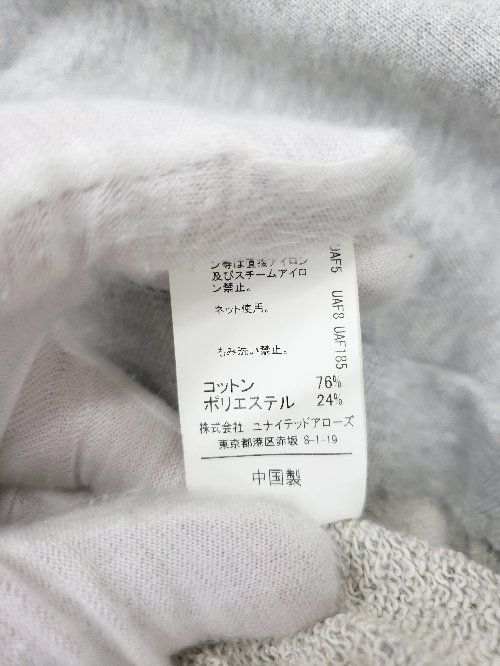 ン等は直接アイロン
及びスチームアイロ
ン禁止。
ネット使用。
もみ洗い禁止。
コットン 76%
ポリエステル 24%
株式会社 ユナイテッドアローズ
東京都港区赤坂 8-1-19
中国製
UAF5 UAF8 UAF185